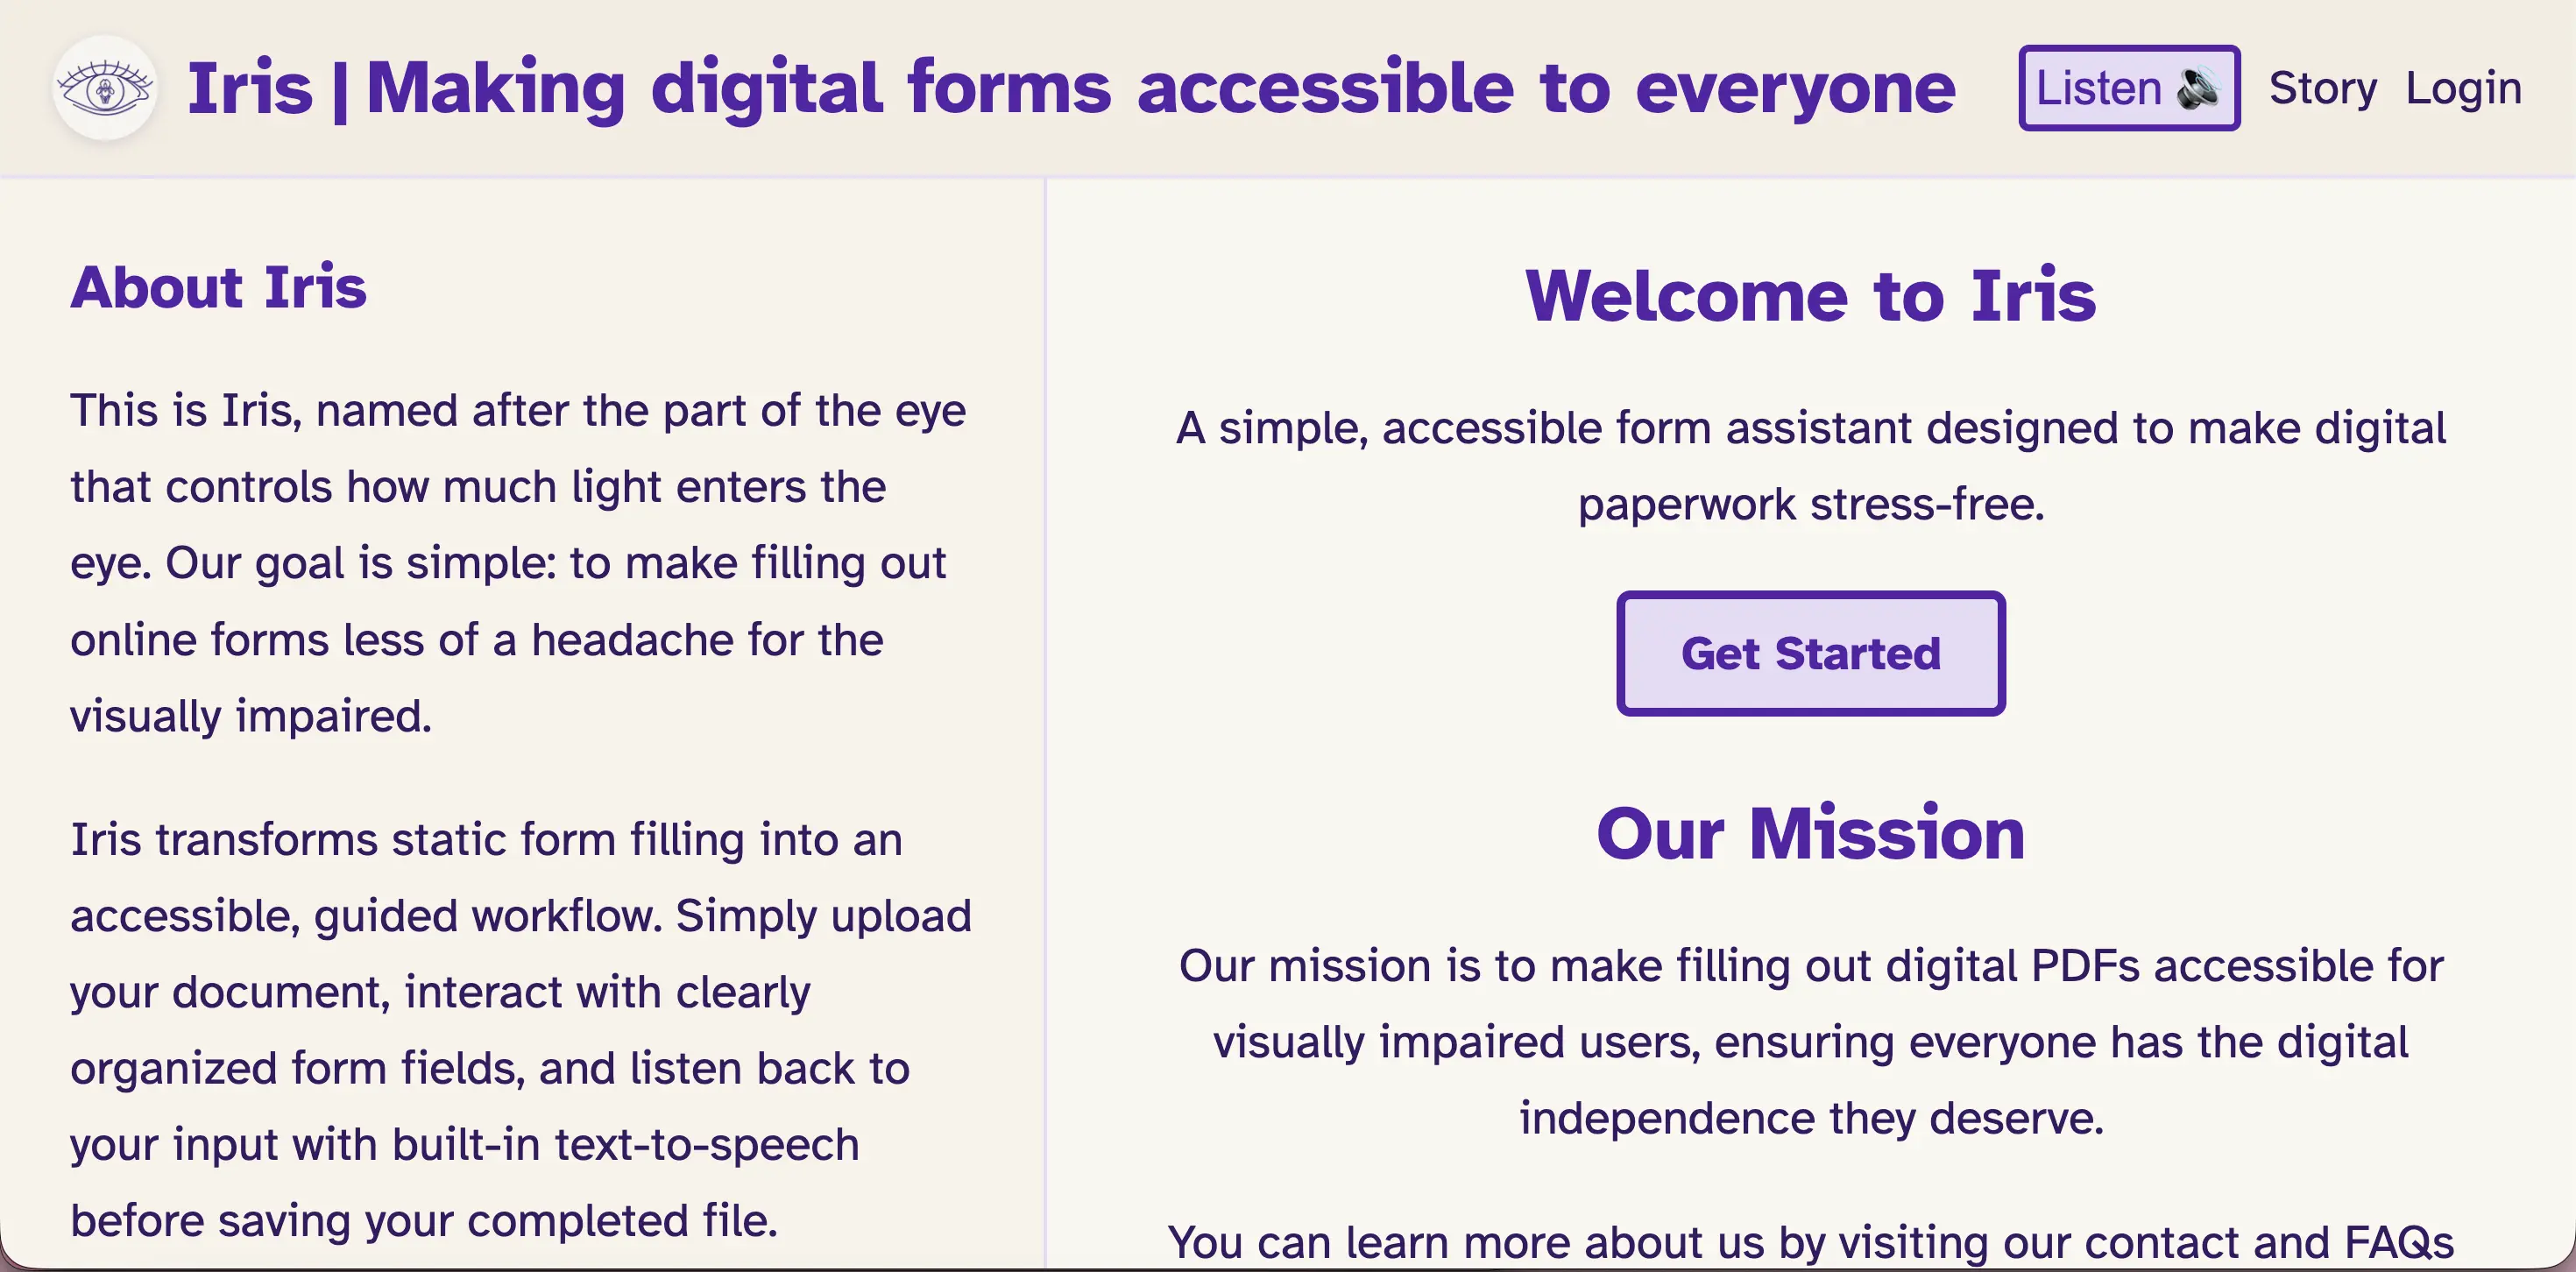 Iris | Making digital forms accessible to everyone
Listen 🔊 Story Login
About Iris
This is Iris, named after the part of the eye
that controls how much light enters the
eye. Our goal is simple: to make filling out
online forms less of a headache for the
visually impaired.
Iris transforms static form filling into an
accessible, guided workflow. Simply upload
your document, interact with clearly
organized form fields, and listen back to
your input with built-in text-to-speech
before saving your completed file.
Welcome to Iris
A simple, accessible form assistant designed to make digital
paperwork stress-free.
Get Started
Our Mission
Our mission is to make filling out digital PDFs accessible for
visually impaired users, ensuring everyone has the digital
independence they deserve.
You can learn more about us by visiting our contact and FAQs